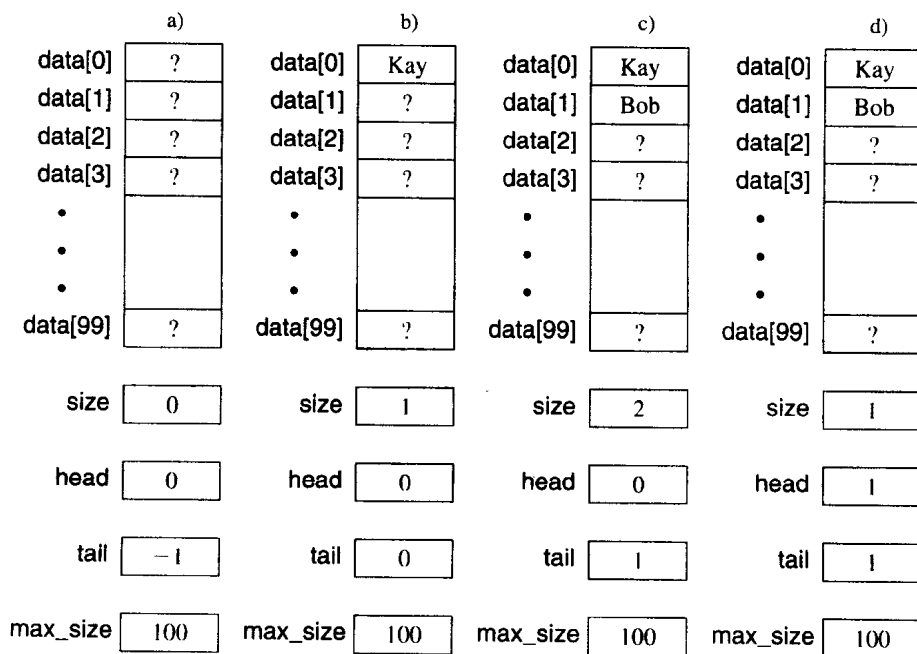 a) b) c) d)
data[0] ? data[0] Kay data[0] Kay data[0] Kay
data[1] ? data[1] ? data[1] Bob data[1] Bob
data[2] ? data[2] ? data[2] ? data[2] ?
data[3] ? data[3] ? data[3] ? data[3] ?
data[99] ? data[99] ? data[99] ? data[99] ?
size 0 size 1 size 2 size 1
head 0 head 0 head 0 head 1
tail −1 tail 0 tail 1 tail 1
max_size 100 max_size 100 max_size 100 max_size 100